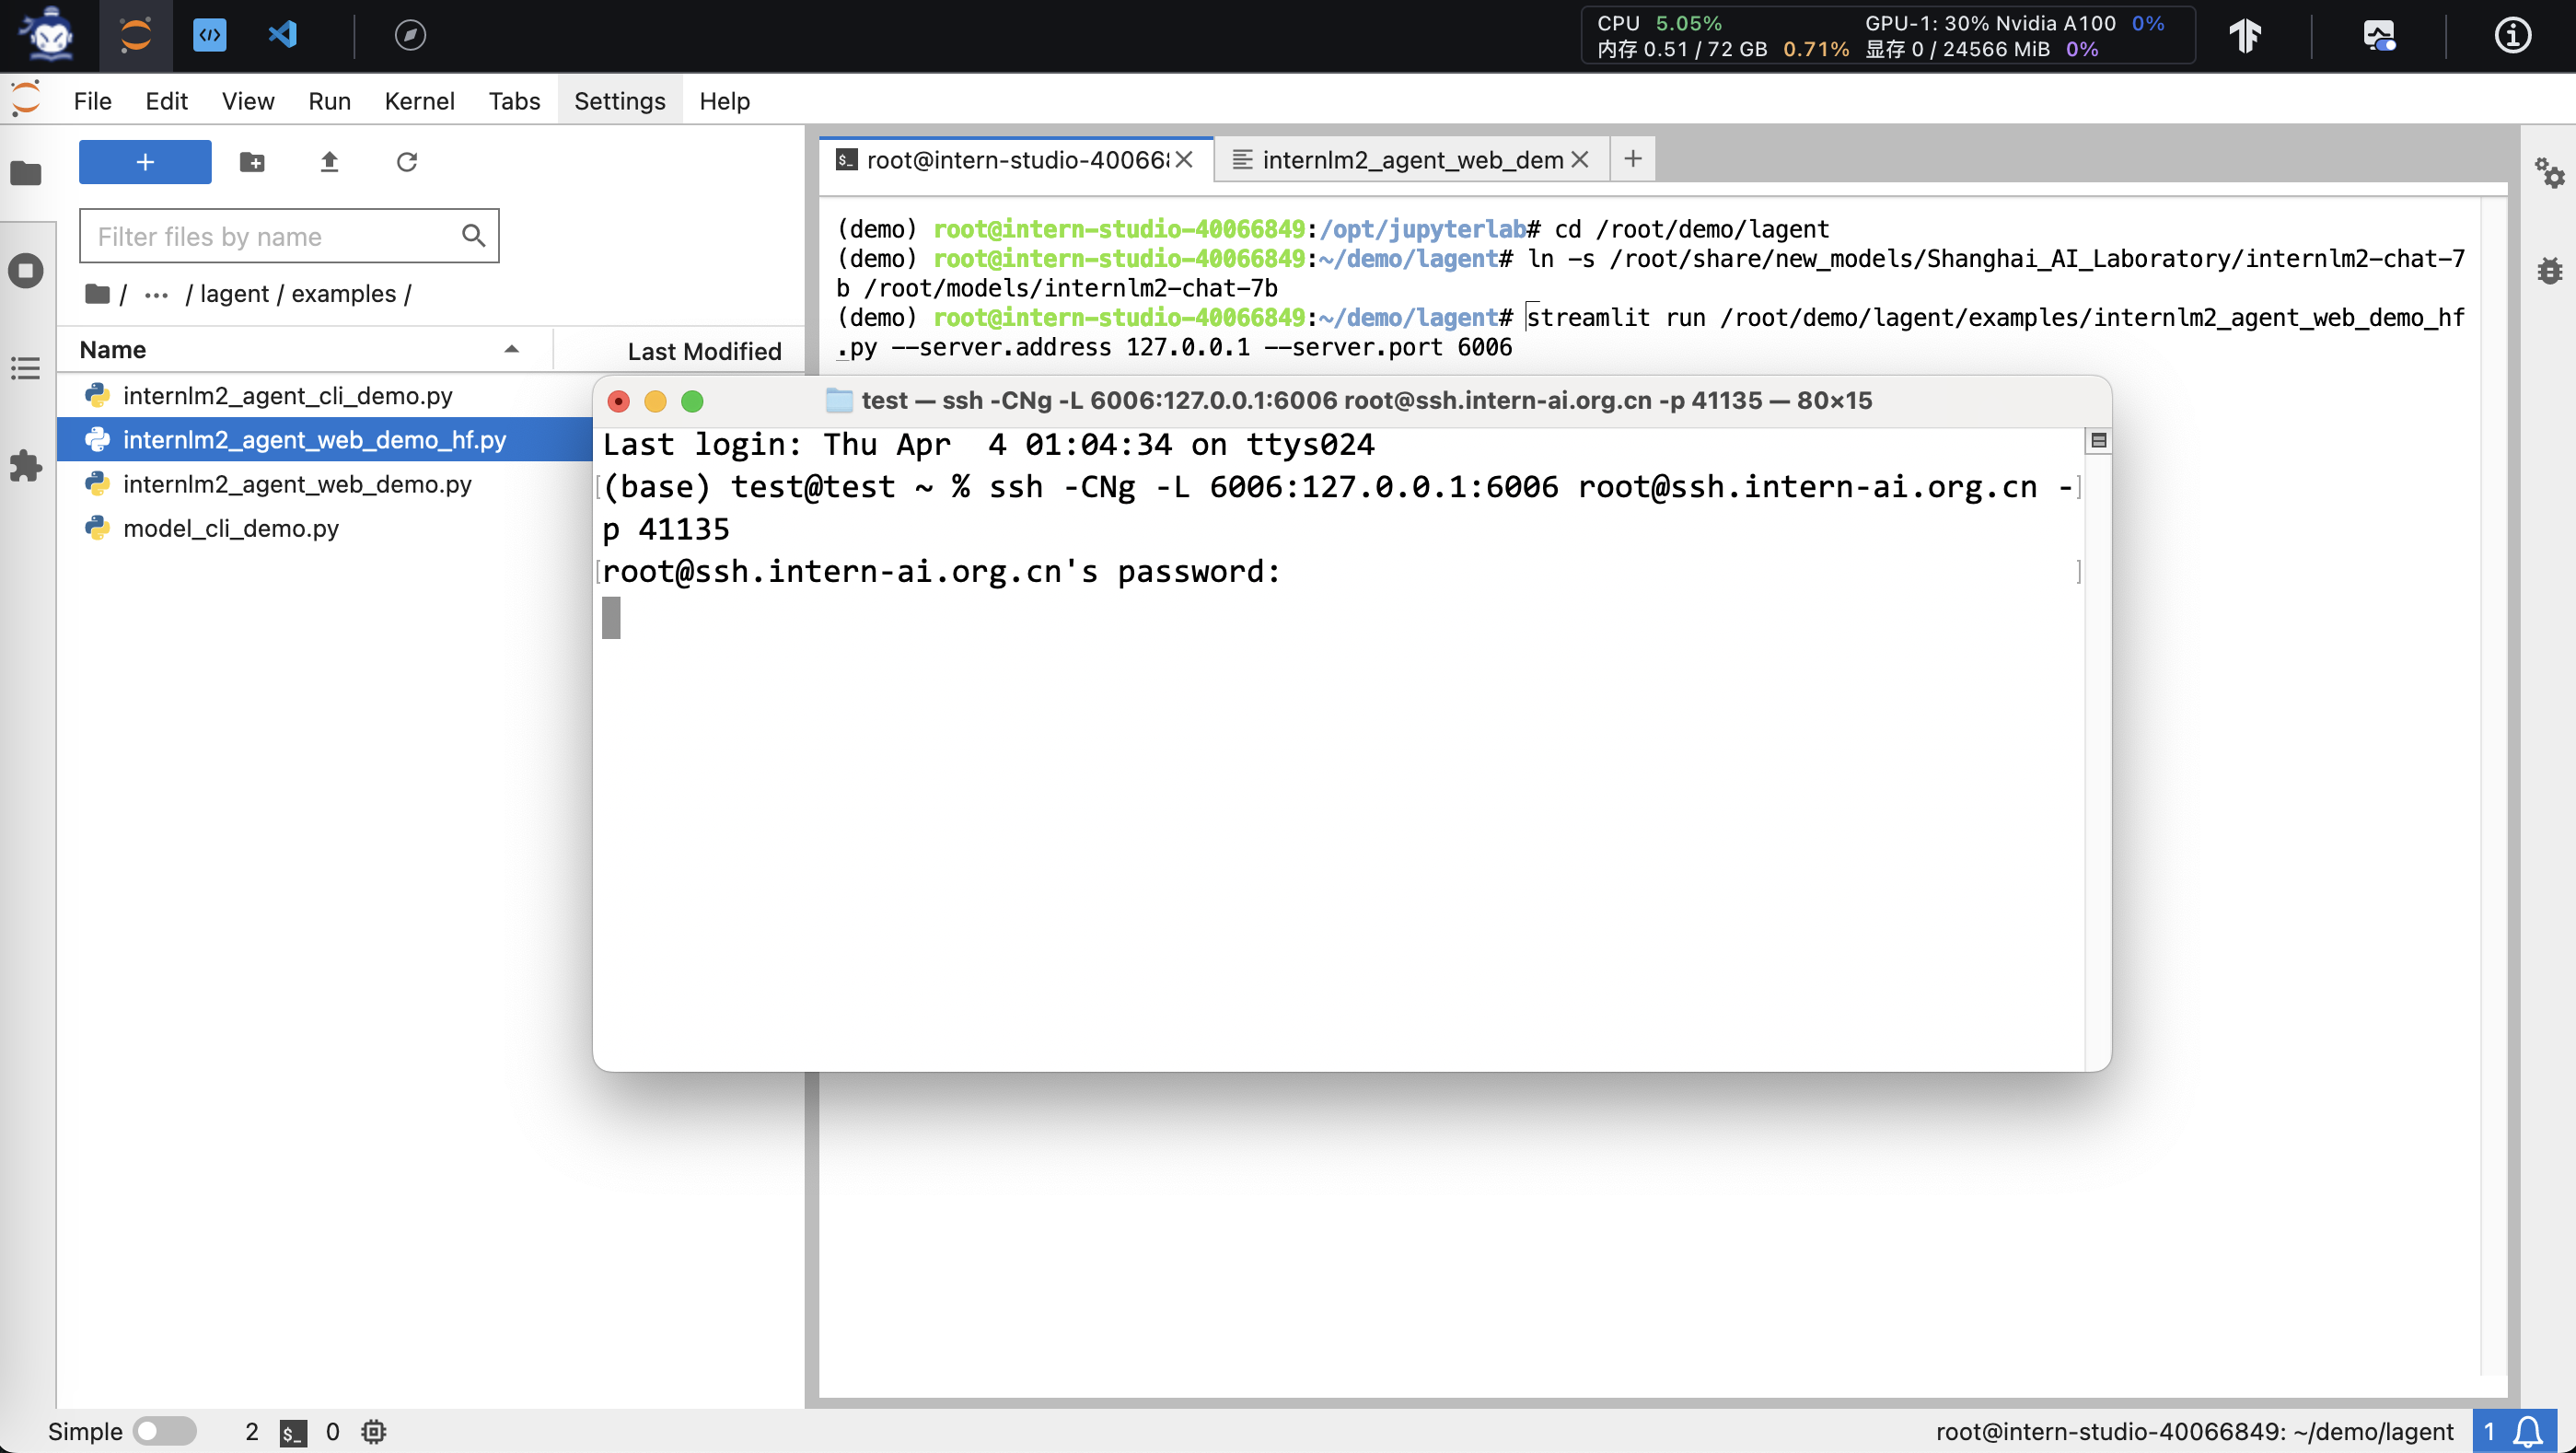 CPU 5.05%
GPU-1: 30% Nvidia A100 0%
内存 0.51 / 72 GB 0.71%
显存 0 / 24566 MiB 0%
File Edit View Run Kernel Tabs Settings Help
+
Filter files by name
/ ··· / lagent / examples /
Name
Last Modified
internlm2_agent_cli_demo.py
internlm2_agent_web_demo_hf.py
internlm2_agent_web_demo.py
model_cli_demo.py
root@intern-studio-40066
internlm2_agent_web_dem
(demo) root@intern-studio-40066849:/opt/jupyterlab# cd /root/demo/lagent
(demo) root@intern-studio-40066849:~/demo/lagent# ln -s /root/share/new_models/Shanghai_AI_Laboratory/internlm2-chat-7
b /root/models/internlm2-chat-7b
(demo) root@intern-studio-40066849:~/demo/lagent# streamlit run /root/demo/lagent/examples/internlm2_agent_web_demo_hf
.py --server.address 127.0.0.1 --server.port 6006
test — ssh -CNg -L 6006:127.0.0.1:6006 root@ssh.intern-ai.org.cn -p 41135 — 80×15
Last login: Thu Apr  4 01:04:34 on ttys024
(base) test@test ~ % ssh -CNg -L 6006:127.0.0.1:6006 root@ssh.intern-ai.org.cn -
p 41135
root@ssh.intern-ai.org.cn's password:
Simple 2 $_ 0
root@intern-studio-40066849: ~/demo/lagent 1